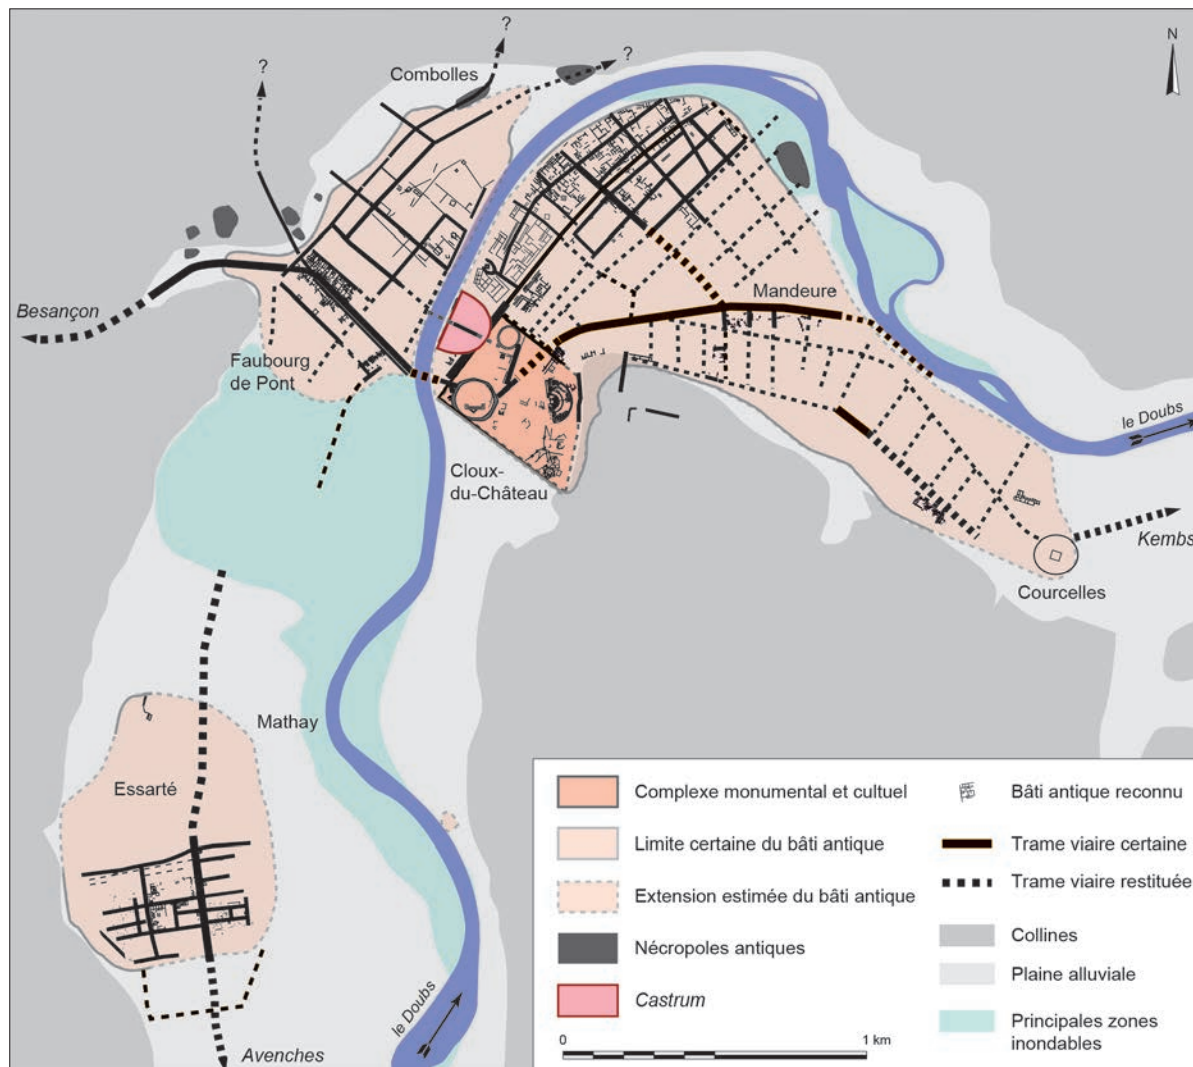 N
?
?
?
Combolles
Besançon
Mandeure
Faubourg
de Pont
le Doubs
Cloux-
du-Château
Kembs
Courcelles
Mathay
Essarté
le Doubs
Avenches
Complexe monumental et cultuel
Limite certaine du bâti antique
Extension estimée du bâti antique
Nécropoles antiques
Castrum
0
1 km
Bâti antique reconnu
Trame viaire certaine
Trame viaire restituée
Collines
Plaine alluviale
Principales zones
inondables